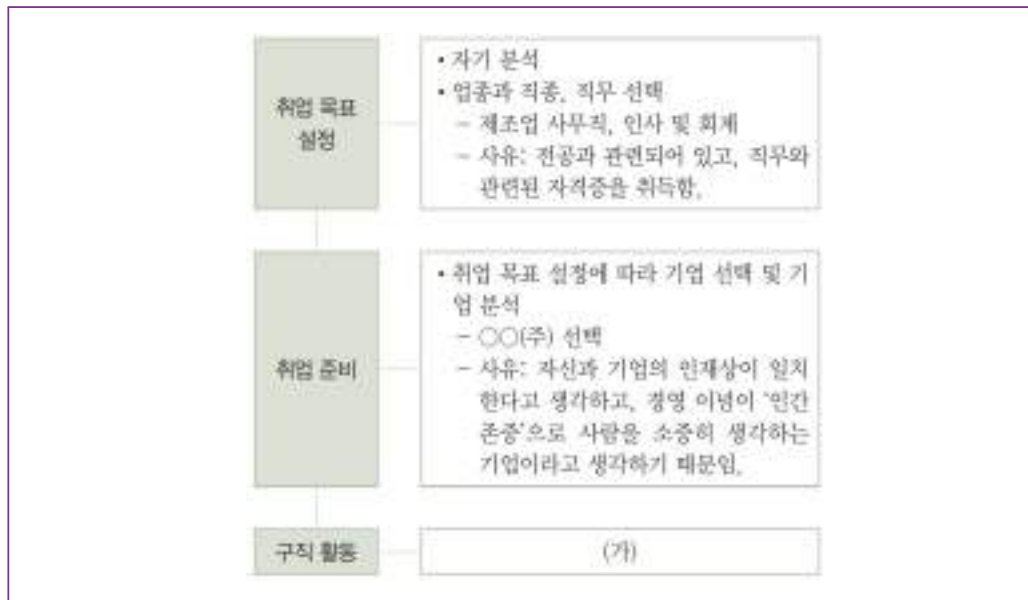 취업 목표
설정
• 자기 분석
• 업종과 직종, 직무 선택
– 제조업 사무직, 인사 및 회계
– 사유: 전공과 관련되어 있고, 직무와
관련된 자격증을 취득함.
취업 준비
• 취업 목표 설정에 따라 기업 선택 및 기
업 분석
– ○○(주) 선택
– 사유: 자신과 기업의 인재상이 일치
한다고 생각하고, 경영 이념이 '인간
존중'으로 사람을 소중히 생각하는
기업이라고 생각하기 때문임.
구직 활동
(가)